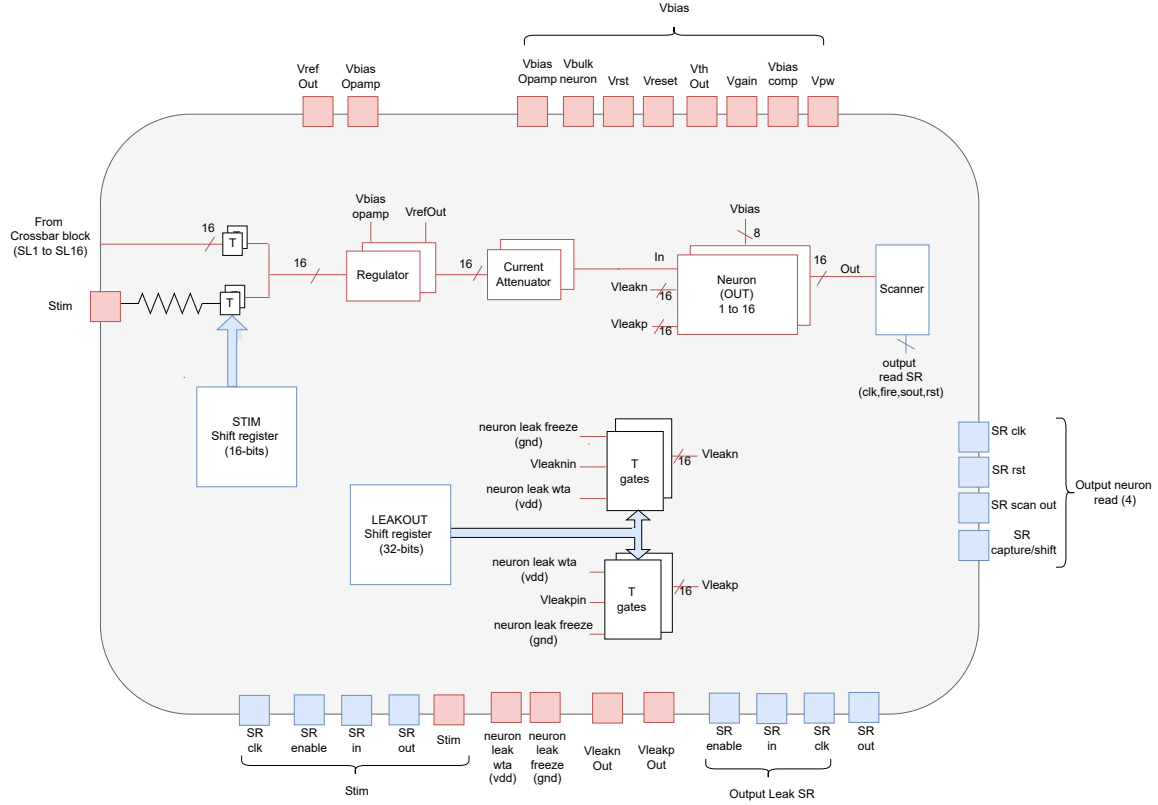 Vbias
Vref
Out
Vbias
Opamp
Vbias
Opamp
Vbulk
neuron
Vrst
Vreset
Vth
Out
Vgain
Vbias
comp
Vpw
From
Crossbar block
(SL1 to SL16)
16
T
Stim
T
16
Vbias
opamp
VrefOut
Regulator
16
Current
Attenuator
Vbias
8
In
Vleakn
16
Vleakp
16
Neuron
(OUT)
1 to 16
16
Out
Scanner
output
read SR
(clk,fire,sout,rst)
STIM
Shift register
(16-bits)
neuron leak freeze
(gnd)
Vleaknin
neuron leak wta
(vdd)
T
gates
16
Vleakn
LEAKOUT
Shift register
(32-bits)
neuron leak wta
(vdd)
Vleakpin
neuron leak freeze
(gnd)
T
gates
16
Vleakp
SR clk
SR rst
SR scan out
SR
capture/shift
Output neuron
read (4)
SR
clk
SR
enable
SR
in
SR
out
Stim
Stim
neuron
leak
wta
(vdd)
neuron
leak
freeze
(gnd)
Vleakn
Out
Vleakp
Out
SR
enable
SR
in
SR
clk
SR
out
Output Leak SR